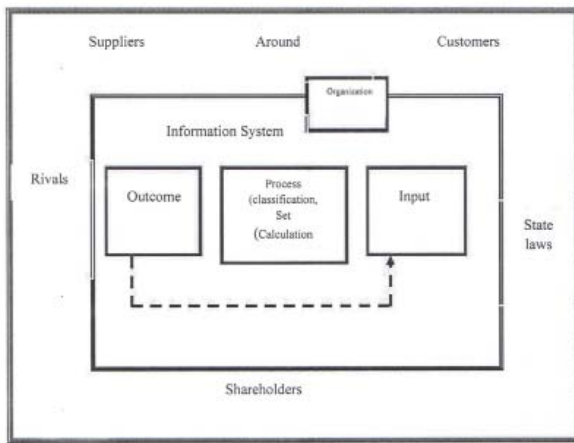 Suppliers
Around
Customers
Organization
Information System
Rivals
Outcome
Process
(classification,
Set
(Calculation
Input
State
laws
Shareholders